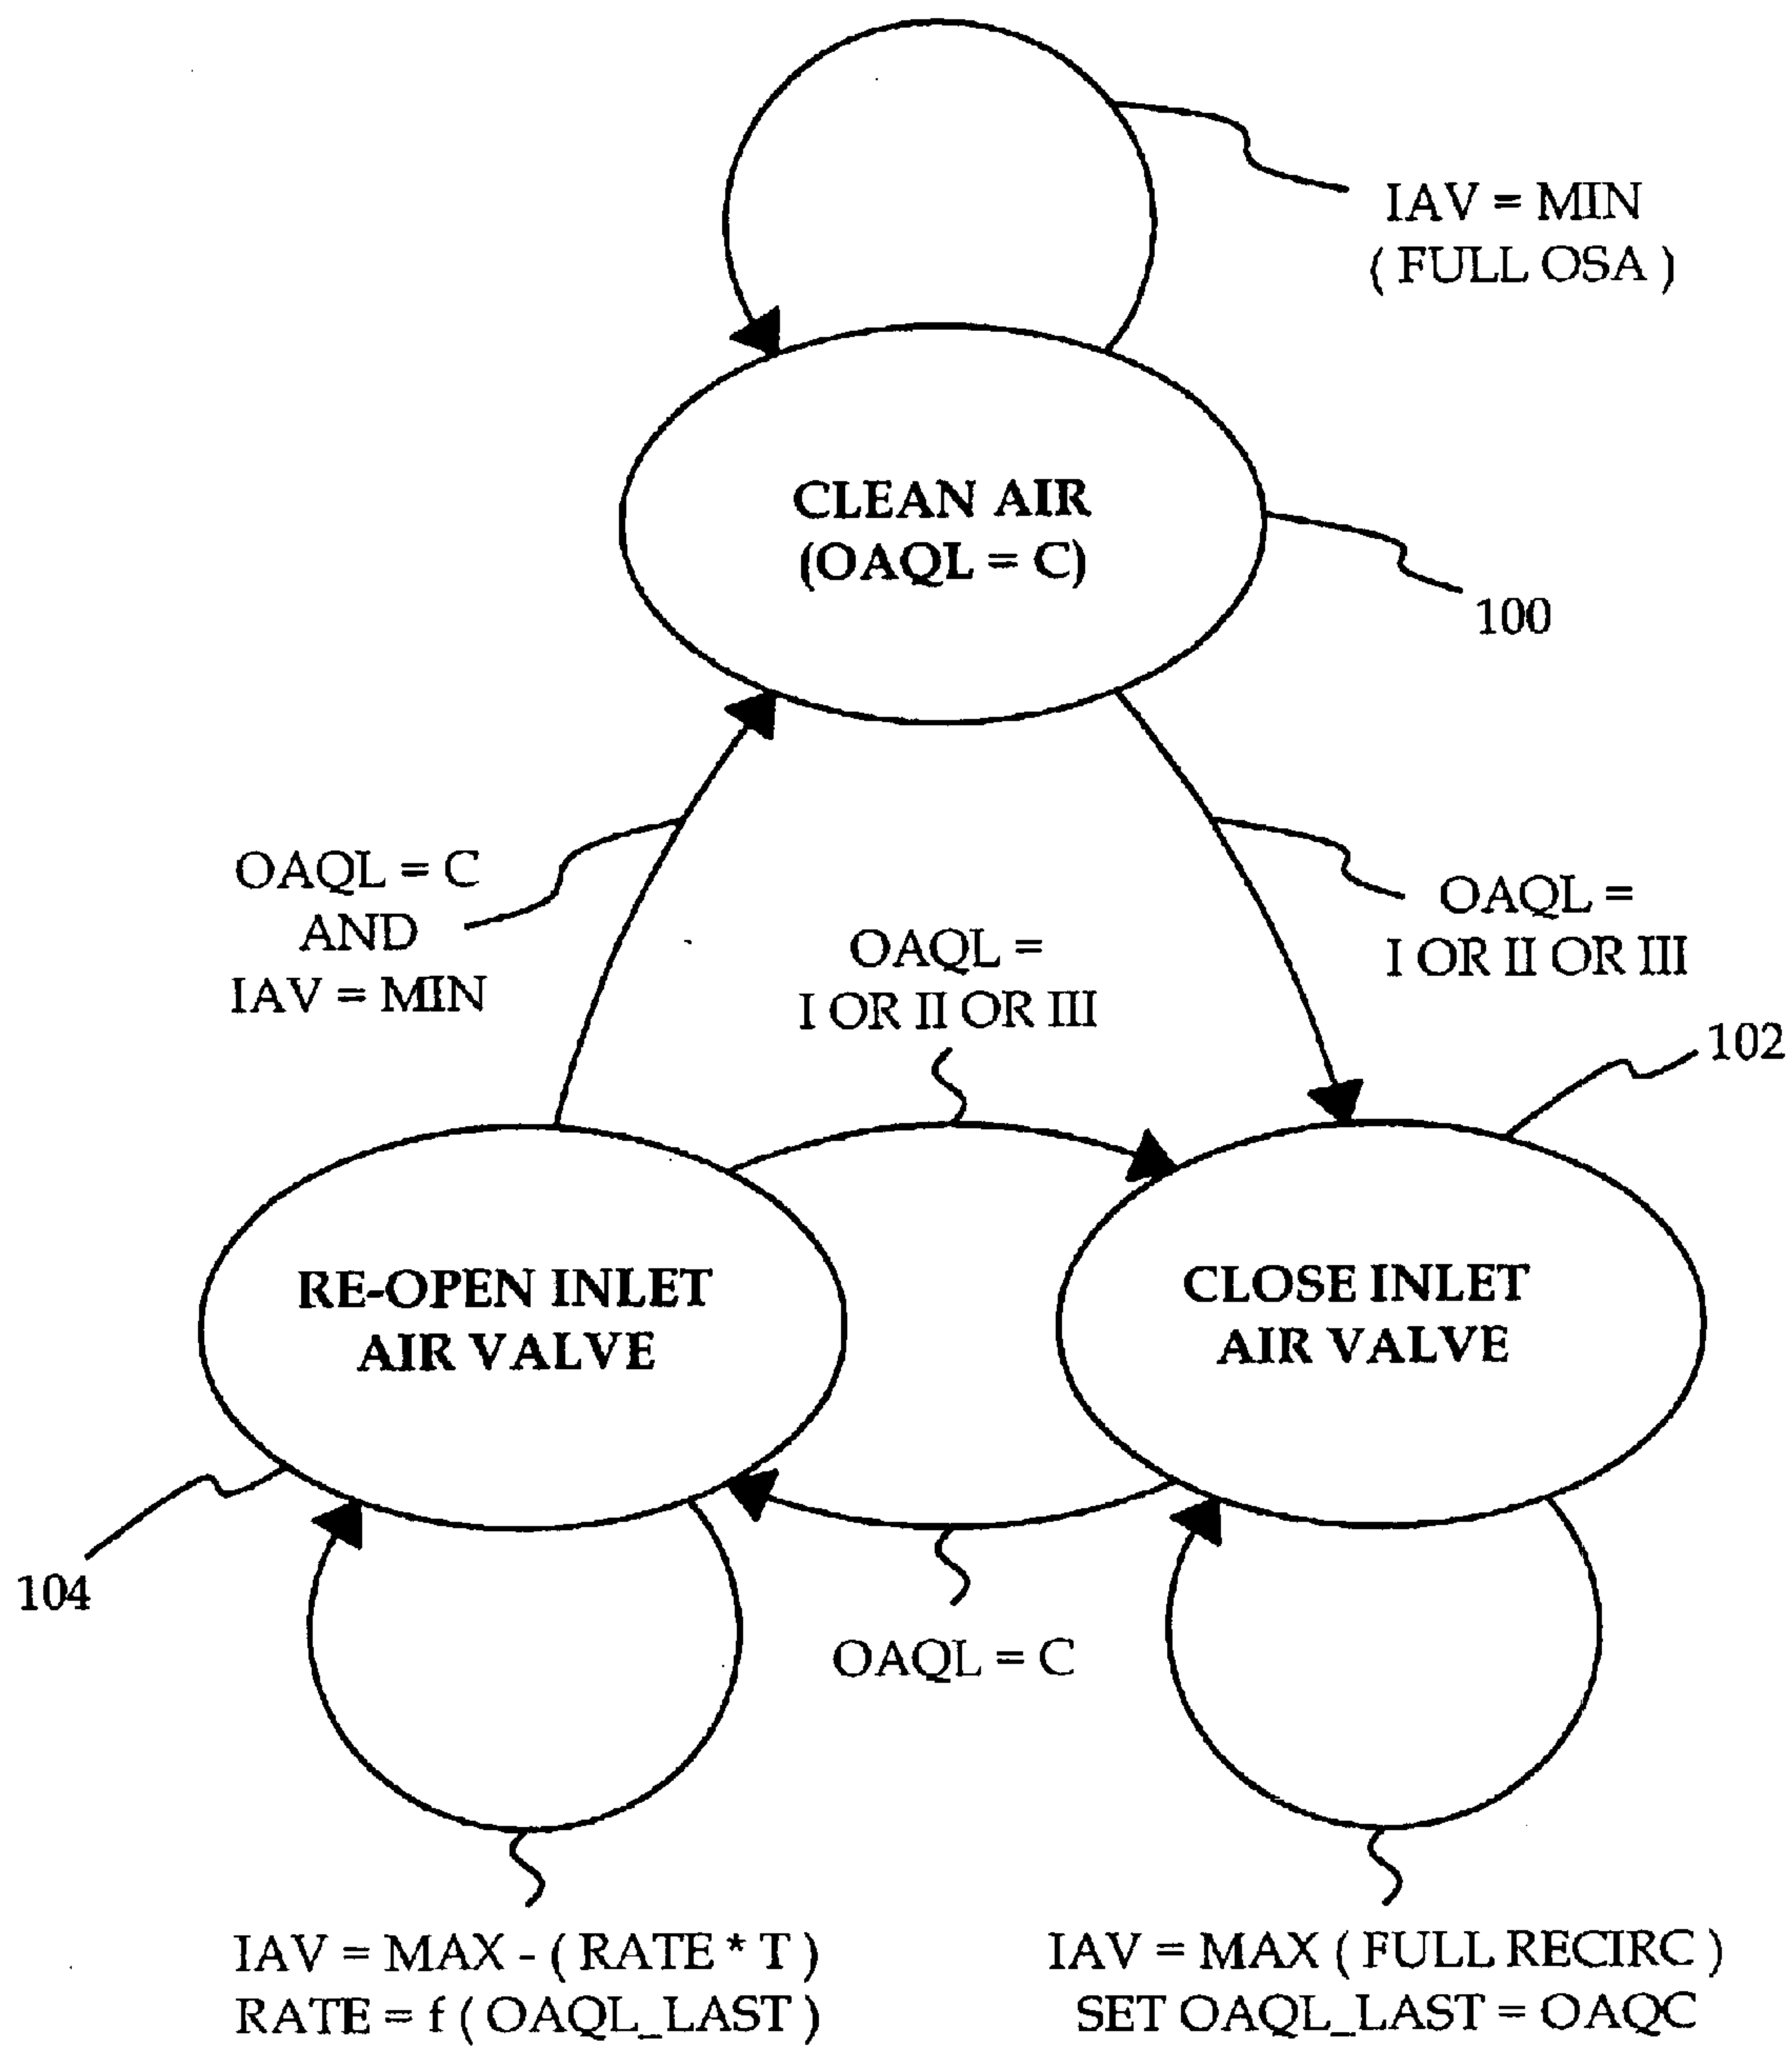 IAV = MIN
( FULL OSA )
CLEAN AIR
(OAQL = C)
100
OAQL = C
AND
IAV = MIN
OAQL =
I OR II OR III
OAQL =
I OR II OR III
102
RE-OPEN INLET
AIR VALVE
CLOSE INLET
AIR VALVE
104
OAQL = C
IAV = MAX - ( RATE * T )
RATE = f ( OAQL_LAST )
IAV = MAX ( FULL RECIRC )
SET OAQL_LAST = OAQC